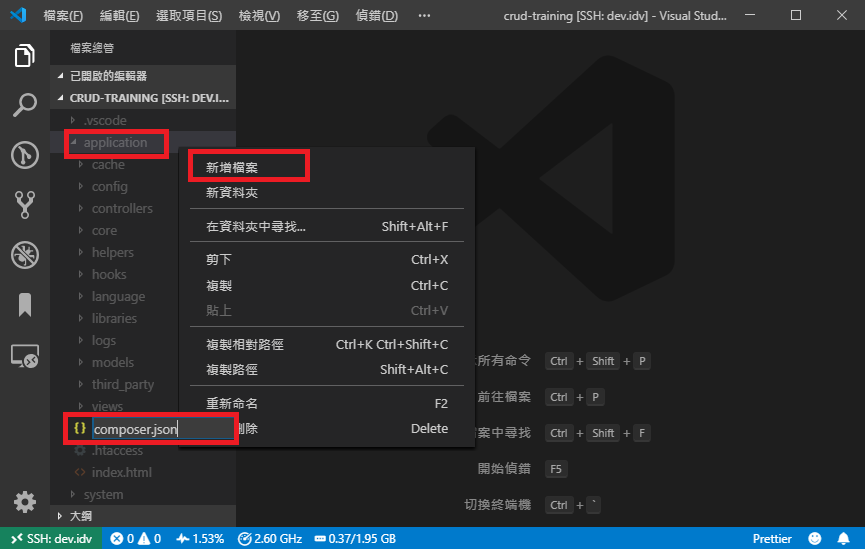 檔案(F) 編輯(E) 選取項目(S) 檢視(V) 移至(G) 偵錯(D) ··· crud-training [SSH: dev.idv] - Visual Stud...
檔案總管
已開啟的編輯器
CRUD-TRAINING [SSH: DEV.I...
.vscode
application
cache
config
controllers
core
helpers
hooks
language
libraries
logs
models
third_party
views
composer.json
.htaccess
index.html
system
大綱
新增檔案
新資料夾
在資料夾中尋找... Shift+Alt+F
剪下 Ctrl+X
複製 Ctrl+C
貼上 Ctrl+V
複製相對路徑 Ctrl+K Ctrl+Shift+C
複製路徑 Shift+Alt+C
重新命名 F2
刪除 Delete
所有命令 Ctrl + Shift + P
前往檔案 Ctrl + P
案中尋找 Ctrl + Shift + F
開始偵錯 F5
切換終端機 Ctrl + `
SSH: dev.idv 0 0 1.53% 2.60 GHz 0.37/1.95 GB Prettier